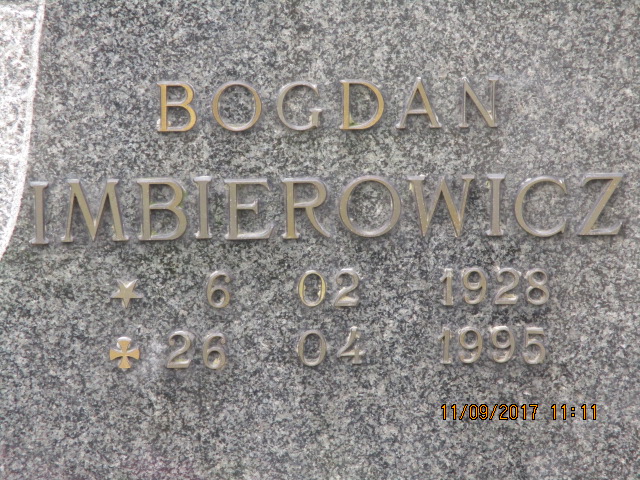 BOGDAN
IMBIEROWICZ
6 02 1928
26 04 1995
11/09/2017 11:11